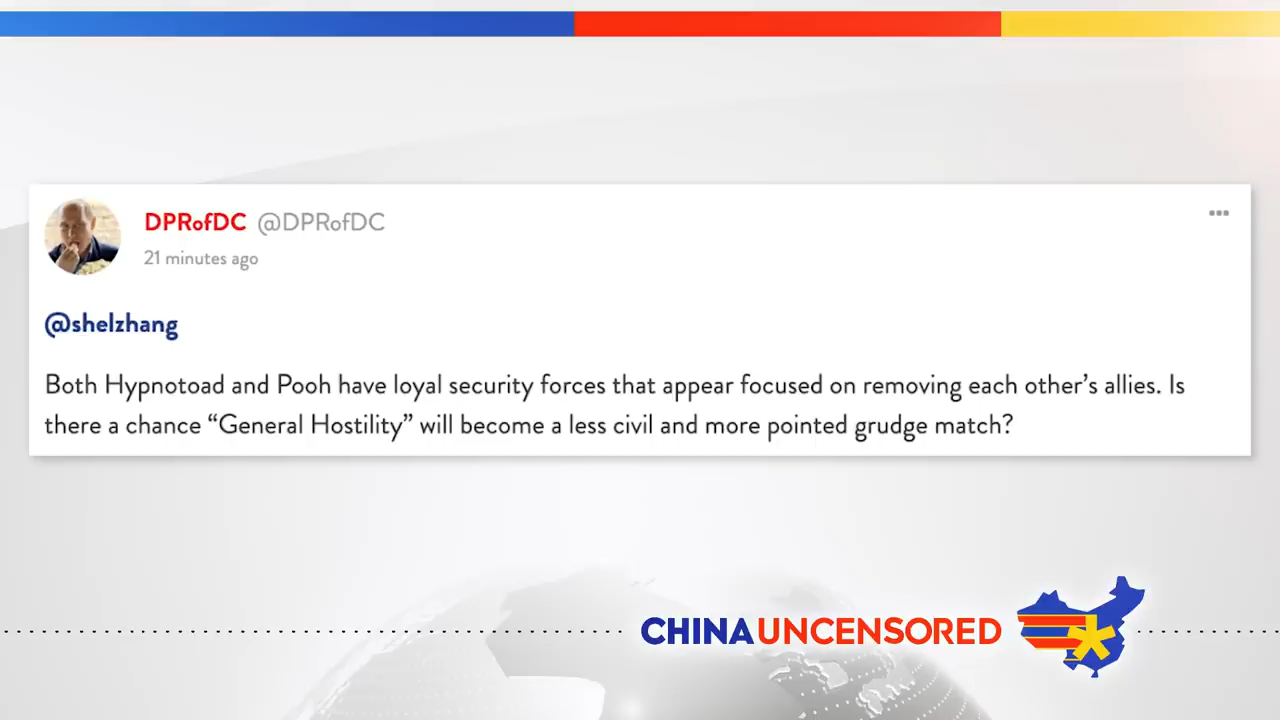 DPRofDC @DPRofDC
21 minutes ago
@shelzhang
Both Hypnotoad and Pooh have loyal security forces that appear focused on removing each other’s allies. Is
there a chance “General Hostility” will become a less civil and more pointed grudge match?
CHINAUNCENSORED